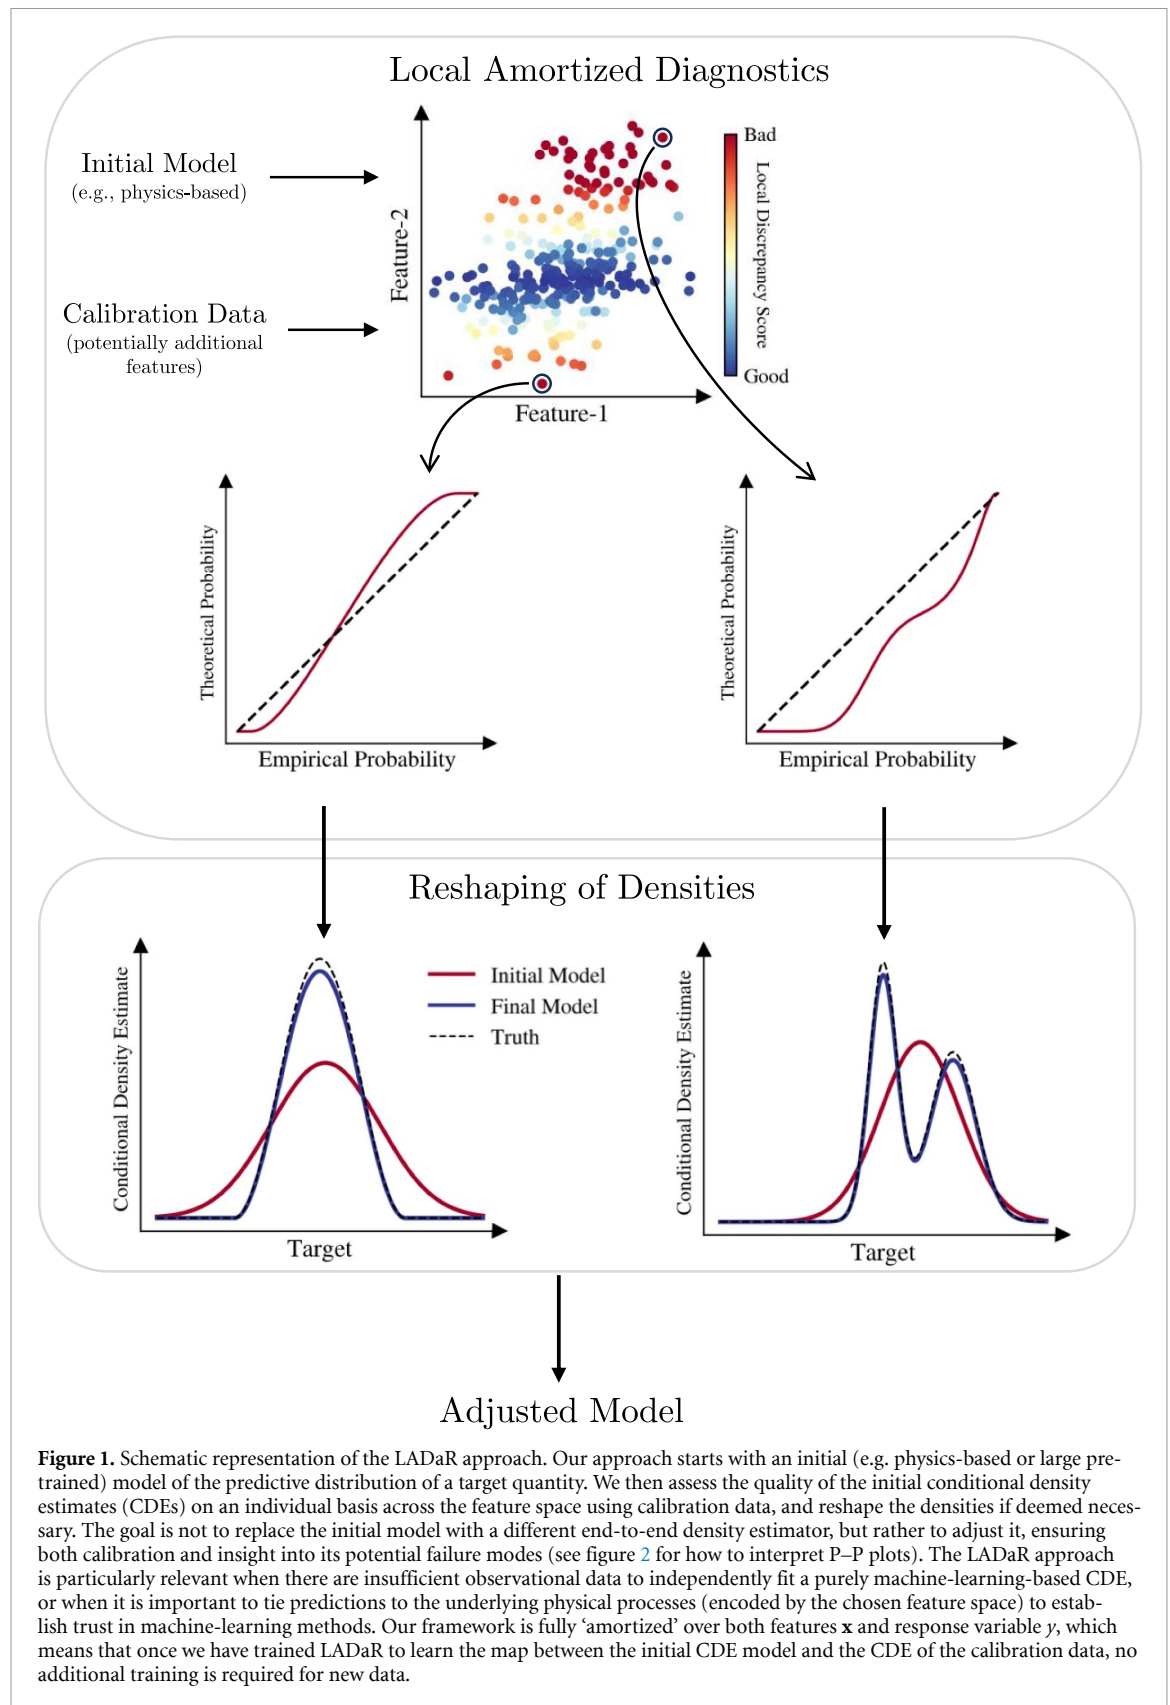 Local Amortized Diagnostics
Initial Model
(e.g., physics-based)
Calibration Data
(potentially additional
features)
Feature-2
Feature-1
Bad
Local Discrepancy Score
Good
Theoretical Probability
Empirical Probability
Theoretical Probability
Empirical Probability
Reshaping of Densities
Conditional Density Estimate
Target
Initial Model
Final Model
Truth
Conditional Density Estimate
Target
Adjusted Model
Figure 1. Schematic representation of the LADaR approach. Our approach starts with an initial (e.g. physics-based or large pre-
trained) model of the predictive distribution of a target quantity. We then assess the quality of the initial conditional density
estimates (CDEs) on an individual basis across the feature space using calibration data, and reshape the densities if deemed neces-
sary. The goal is not to replace the initial model with a different end-to-end density estimator, but rather to adjust it, ensuring
both calibration and insight into its potential failure modes (see figure 2 for how to interpret P–P plots). The LADaR approach
is particularly relevant when there are insufficient observational data to independently fit a purely machine-learning-based CDE,
or when it is important to tie predictions to the underlying physical processes (encoded by the chosen feature space) to estab-
lish trust in machine-learning methods. Our framework is fully ‘amortized’ over both features x and response variable y, which
means that once we have trained LADaR to learn the map between the initial CDE model and the CDE of the calibration data, no
additional training is required for new data.